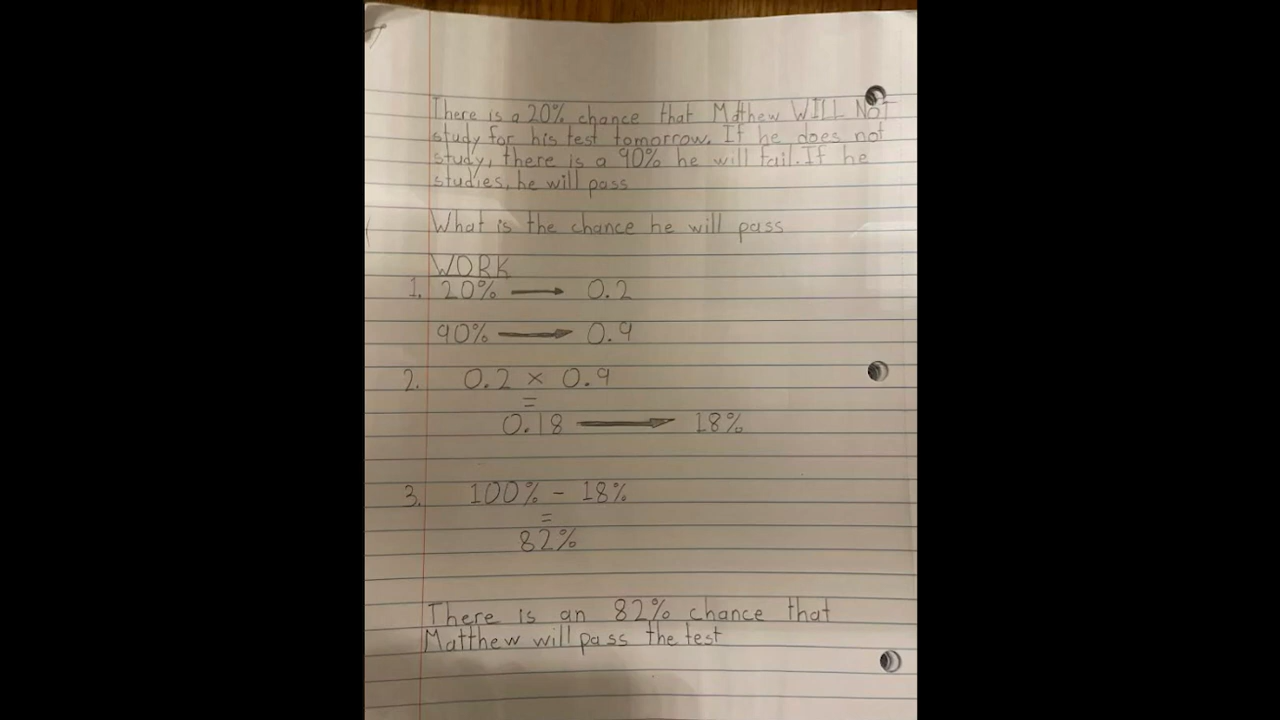 There is a 20% chance that Matthew WILL NOT
study for his test tomorrow. If he does not
study, there is a 90% he will fail. If he
studies, he will pass
What is the chance he will pass
WORK
1. 20% → 0.2
90% → 0.9
2. 0.2 × 0.9
=
0.18 → 18%
3. 100% - 18%
=
82%
There is an 82% chance that
Matthew will pass the test